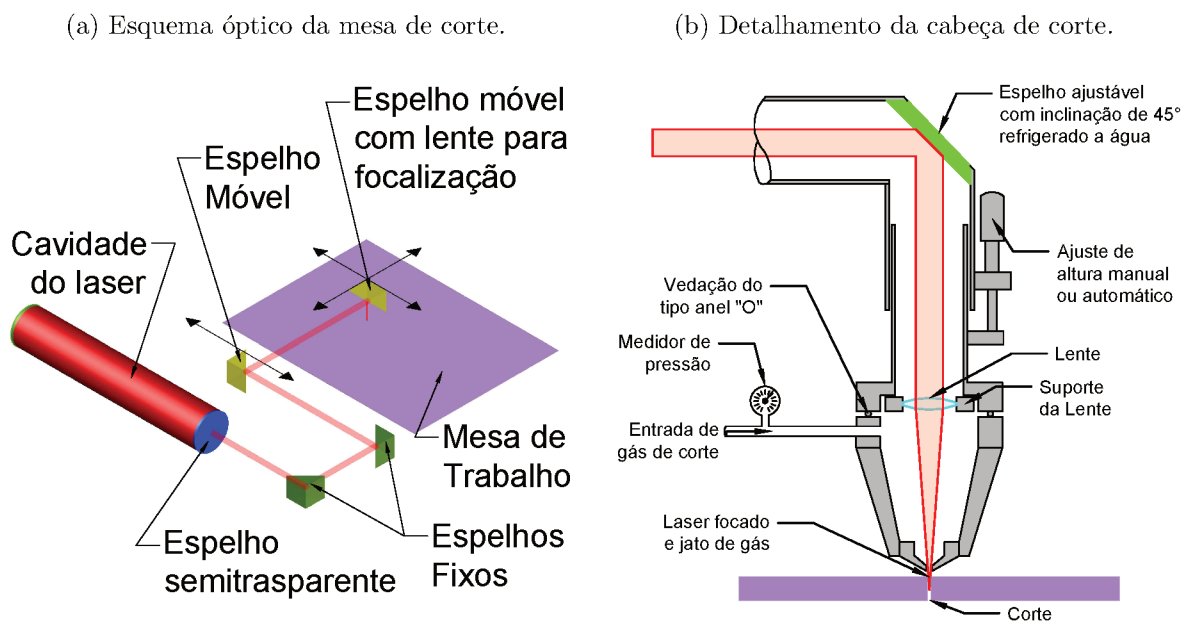 (a) Esquema óptico da mesa de corte.
Espelho móvel
com lente para
focalização
Espelho
Móvel
Cavidade
do laser
Mesa de
Trabalho
Espelho
semitrasparente
Espelhos
Fixos
(b) Detalhamento da cabeça de corte.
Espelho ajustável
com inclinação de 45°
refrigerado a água
Ajuste de
altura manual
ou automático
Vedação do
tipo anel "O"
Medidor de
pressão
Lente
Suporte
da Lente
Entrada de
gás de corte
Laser focado
e jato de gás
Corte